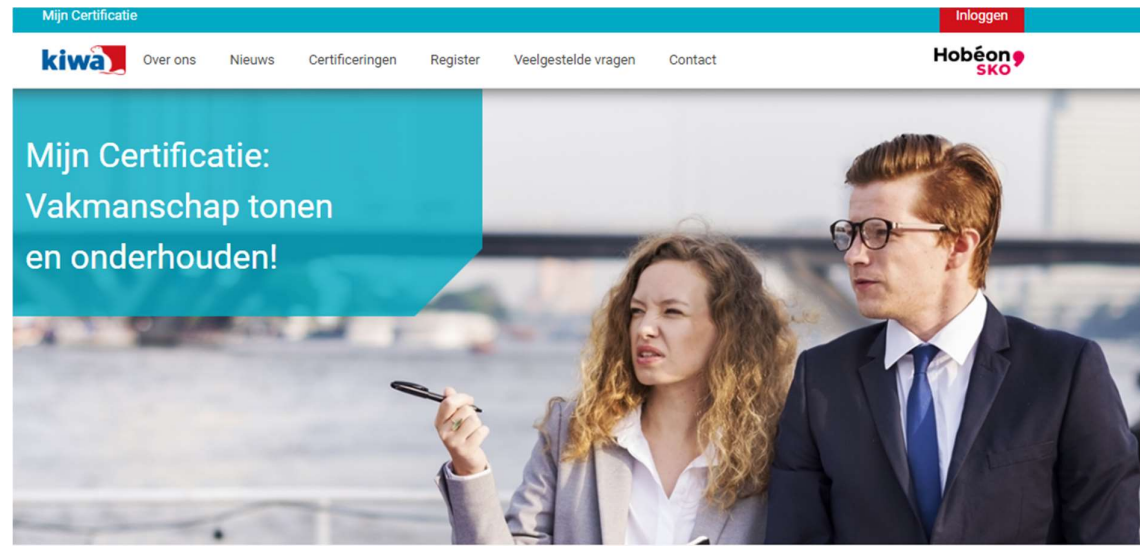 Mijn Certificatie
Inloggen
kiwa
Over ons
Nieuws
Certificeringen
Register
Veelgestelde vragen
Contact
Hobéon
SKO
Mijn Certificatie:
Vakmanschap tonen
en onderhouden!